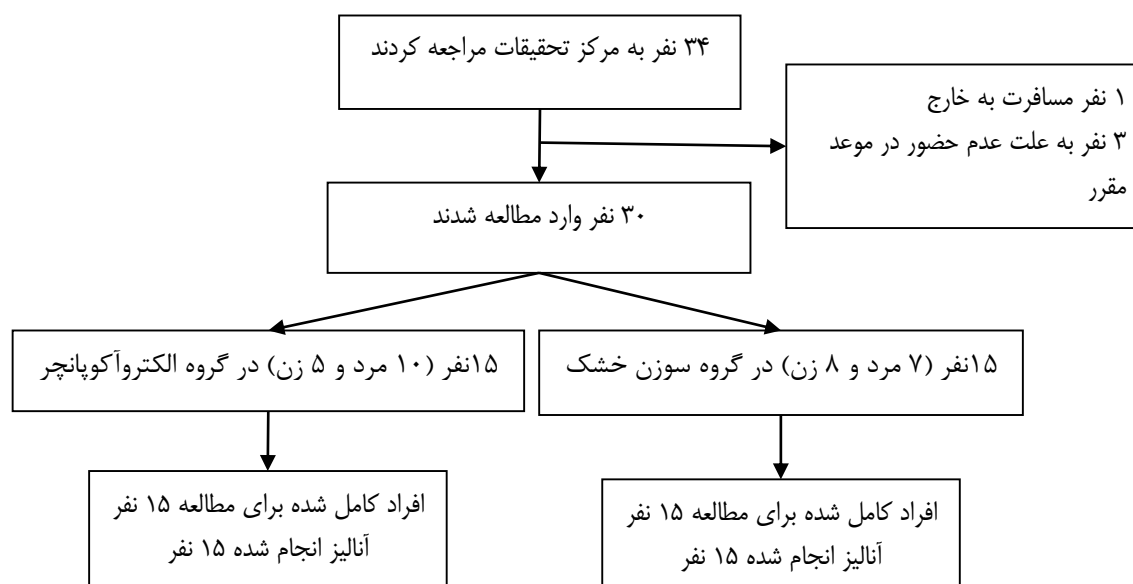 ۳۴ نفر به مرکز تحقیقات مراجعه کردند
۱ نفر مسافرت به خارج
۳ نفر به علت عدم حضور در موعد
مقرر
۳۰ نفر وارد مطالعه شدند
۱۵نفر (۷ مرد و ۸ زن) در گروه سوزن خشک
۱۵نفر (۱۰ مرد و ۵ زن) در گروه الکتروآکوپانچر
افراد کامل شده برای مطالعه ۱۵ نفر
آنالیز انجام شده ۱۵ نفر
افراد کامل شده برای مطالعه ۱۵ نفر
آنالیز انجام شده ۱۵ نفر